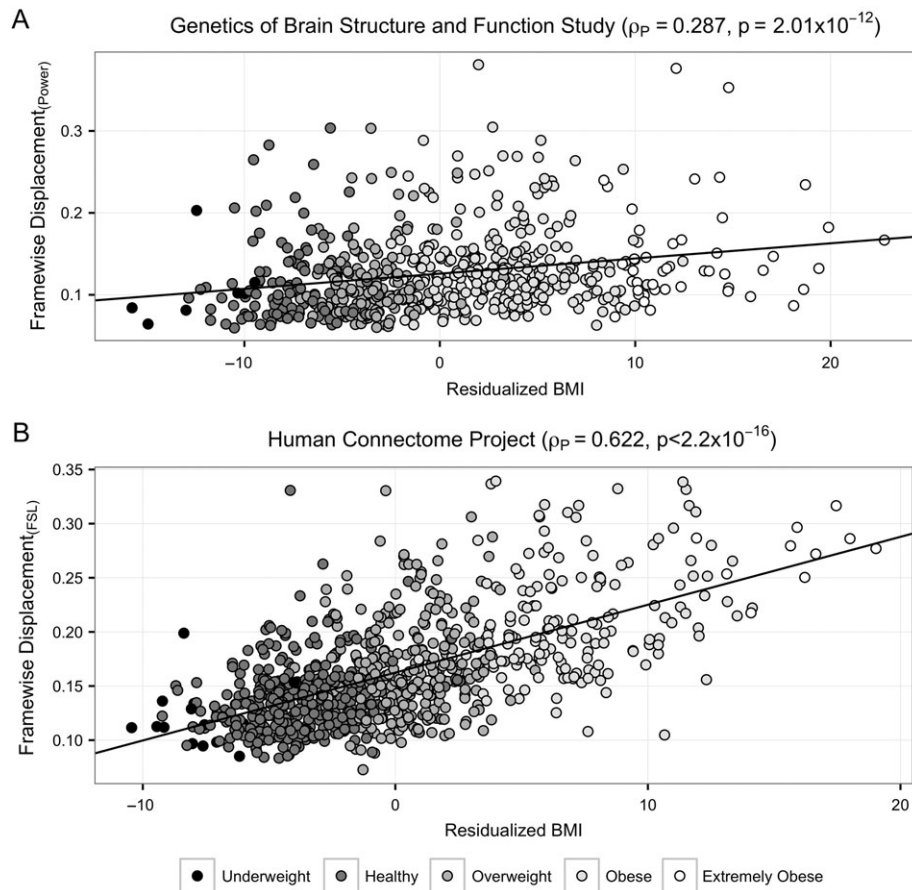 A
Genetics of Brain Structure and Function Study (ρP = 0.287, p = 2.01x10−12)
Framewise Displacement(Power)
0.3
0.2
0.1
−10 0 10 20
Residualized BMI
B
Human Connectome Project (ρP = 0.622, p<2.2x10−16)
Framewise Displacement(FSL)
0.35
0.30
0.25
0.20
0.15
0.10
−10 0 10 20
Residualized BMI
Underweight Healthy Overweight Obese Extremely Obese